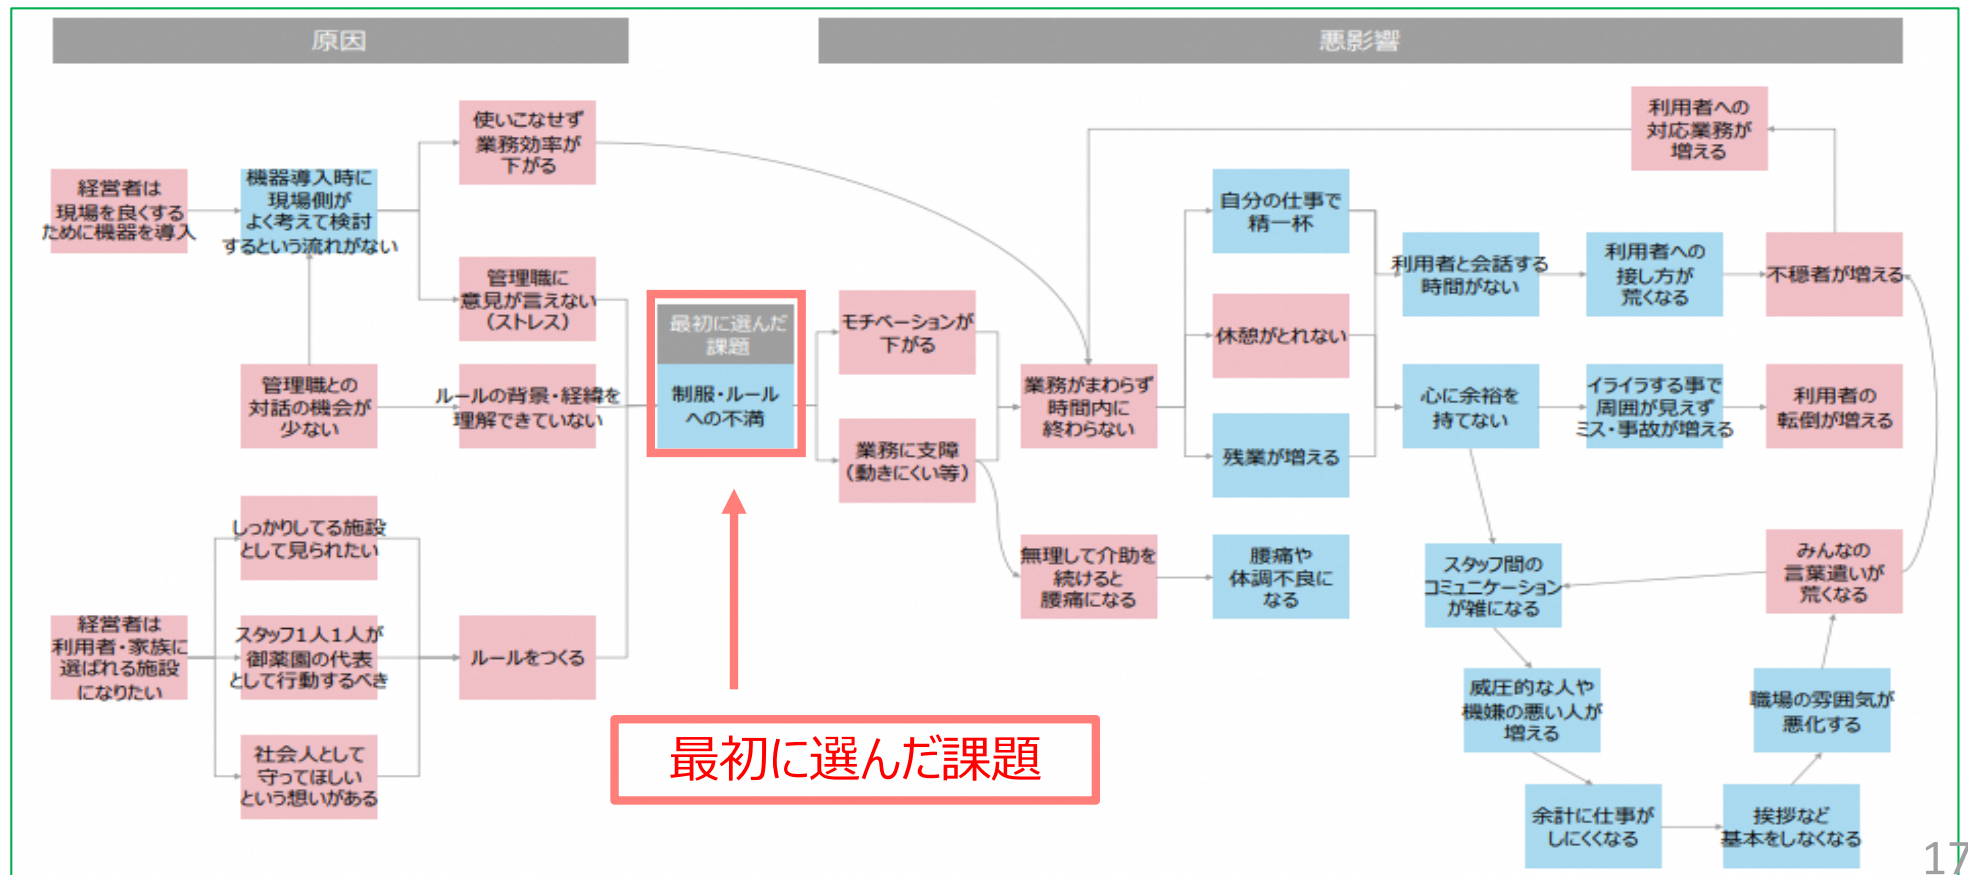 原因
悪影響
経営者は
現場を良くする
ために機器を導入
機器導入時に
現場側が
よく考えて検討
するという流れがない
使いこなせず
業務効率が
下がる
管理職に
意見が言えない
（ストレス）
管理職との
対話の機会が
少ない
ルールの背景・経緯を
理解できていない
経営者は
利用者・家族に
選ばれる施設
になりたい
しっかりしてる施設
として見られたい
スタッフ1人1人が
御薬園の代表
として行動するべき
社会人として
守ってほしい
という想いがある
ルールをつくる
最初に選んだ
課題
制服・ルール
への不満
最初に選んだ課題
モチベーションが
下がる
業務に支障
（動きにくい等）
業務がまわらず
時間内に
終わらない
無理して介助を
続けると
腰痛になる
自分の仕事で
精一杯
休憩がとれない
残業が増える
腰痛や
体調不良に
なる
利用者と会話する
時間がない
利用者への
接し方が
荒くなる
不穏者が増える
利用者への
対応業務が
増える
心に余裕を
持てない
イライラする事で
周囲が見えず
ミス・事故が増える
利用者の
転倒が増える
スタッフ間の
コミュニケーション
が雑になる
威圧的な人や
機嫌の悪い人が
増える
余計に仕事が
しにくくなる
挨拶など
基本をしなくなる
職場の雰囲気が
悪化する
みんなの
言葉遣いが
荒くなる
17